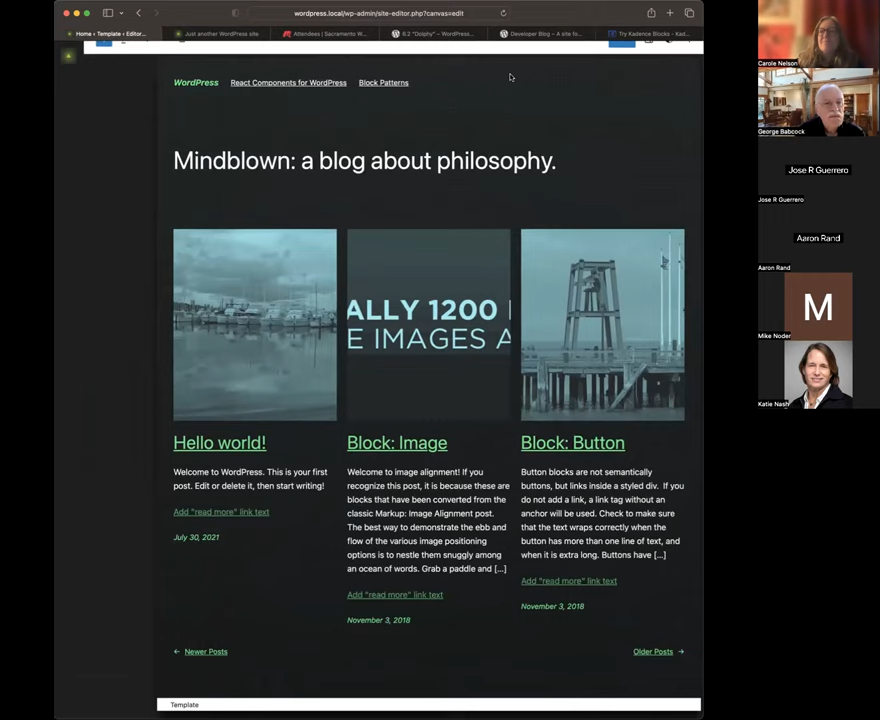 wordpress.local/wp-admin/site-editor.php?canvas=edit
Home ‹ Template ‹ Editor...
Just another WordPress site
Attendees | Sacramento W...
6.2 "Dolphy" – WordPress...
Developer Blog – A site fo...
Try Kadence Blocks - Kad...
WordPress
React Components for WordPress
Block Patterns
Mindblown: a blog about philosophy.
ALLY 1200
E IMAGES A
Hello world!
Welcome to WordPress. This is your first
post. Edit or delete it, then start writing!
Add "read more" link text
July 30, 2021
Block: Image
Welcome to image alignment! If you
recognize this post, it is because these are
blocks that have been converted from the
classic Markup: Image Alignment post.
The best way to demonstrate the ebb and
flow of the various image positioning
options is to nestle them snuggly among
an ocean of words. Grab a paddle and […]
Add "read more" link text
November 3, 2018
Block: Button
Button blocks are not semantically
buttons, but links inside a styled div. If you
do not add a link, a link tag without an
anchor will be used. Check to make sure
that the text wraps correctly when the
button has more than one line of text, and
when it is extra long. Buttons have […]
Add "read more" link text
November 3, 2018
← Newer Posts
Older Posts →
Template
Carole Nelson
George Babcock
Jose R Guerrero
Jose R Guerrero
Aaron Rand
Aaron Rand
M
Mike Noder
Katie Nash